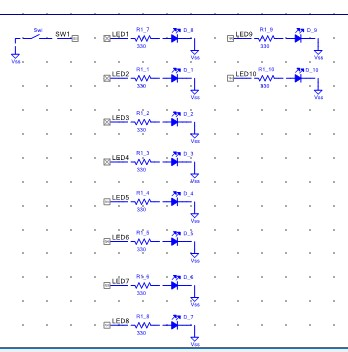 Sw SW1 LED1 R1_7 D_8 LED9 R1_9 D_9
Vss 330 Vss 330 Vss
LED2 R1_1 D_1 LED10 R1_10 D_10
330 Vss 330 Vss
LED3 R1_2 D_2
330 Vss
LED4 R1_3 D_3
330 Vss
LED5 R1_4 D_4
330 Vss
LED6 R1_5 D_5
330 Vss
LED7 R1_6 D_6
330 Vss
LED8 R1_8 D_7
330 Vss